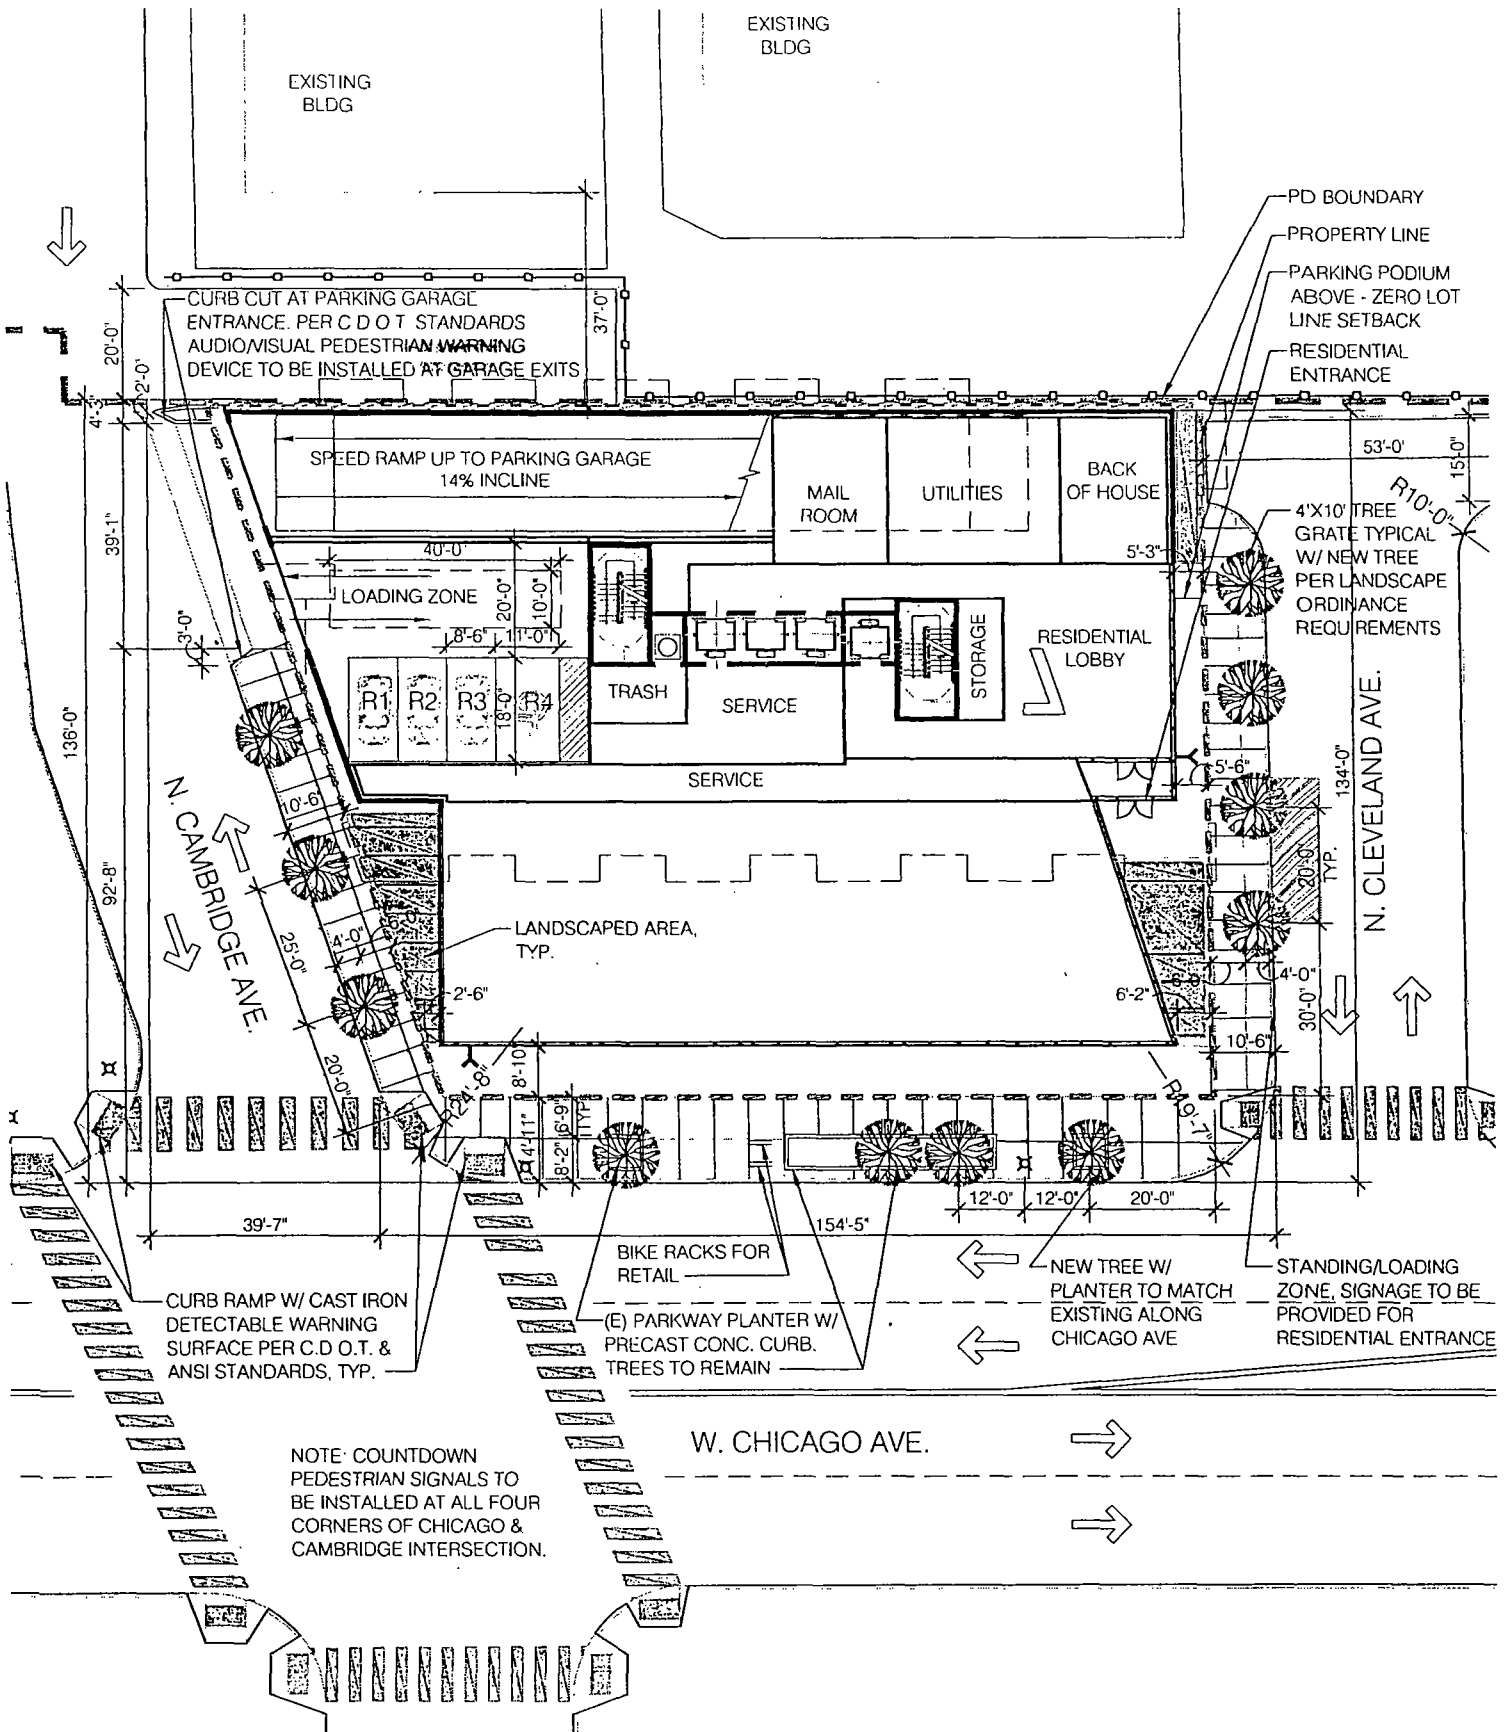 EXISTING
BLDG
EXISTING
BLDG
PD BOUNDARY
PROPERTY LINE
PARKING PODIUM
ABOVE - ZERO LOT
LINE SETBACK
RESIDENTIAL
ENTRANCE
CURB CUT AT PARKING GARAGE
ENTRANCE. PER C D O T STANDARDS
AUDIO/VISUAL PEDESTRIAN WARNING
DEVICE TO BE INSTALLED AT GARAGE EXITS
37'-0"
20'-0"
2'-0"
4'-3"
39'-1"
3'-0"
136'-0"
92'-8"
SPEED RAMP UP TO PARKING GARAGE
14% INCLINE
MAIL
ROOM
UTILITIES
BACK
OF HOUSE
53'-0'
15'-0"
R10'-0"
4'X10' TREE
GRATE TYPICAL
W/ NEW TREE
PER LANDSCAPE
ORDINANCE
REQUIREMENTS
5'-3"
40'-0'
LOADING ZONE
20'-0"
10'-0"
8'-6"
11'-0"
R1
R2
R3
18'-0"
R4
TRASH
SERVICE
STORAGE
RESIDENTIAL
LOBBY
SERVICE
5'-6"
134'-0"
20'-0"
TYP.
N. CLEVELAND AVE.
N. CAMBRIDGE AVE.
10'-6"
25'-0"
4'-0"
LANDSCAPED AREA,
TYP.
2'-6"
20'-0"
6'-2"
4'-0"
30'-0"
10'-6"
R24'-8"
8'-10"
14'-11"
6'-9"
TYP
8'-2"
R19'-7"
12'-0"
12'-0"
20'-0"
39'-7"
154'-5"
BIKE RACKS FOR
RETAIL
(E) PARKWAY PLANTER W/
PRECAST CONC. CURB.
TREES TO REMAIN
NEW TREE W/
PLANTER TO MATCH
EXISTING ALONG
CHICAGO AVE
STANDING/LOADING
ZONE, SIGNAGE TO BE
PROVIDED FOR
RESIDENTIAL ENTRANCE
CURB RAMP W/ CAST IRON
DETECTABLE WARNING
SURFACE PER C.D O.T. &
ANSI STANDARDS, TYP.
W. CHICAGO AVE.
NOTE: COUNTDOWN
PEDESTRIAN SIGNALS TO
BE INSTALLED AT ALL FOUR
CORNERS OF CHICAGO &
CAMBRIDGE INTERSECTION.